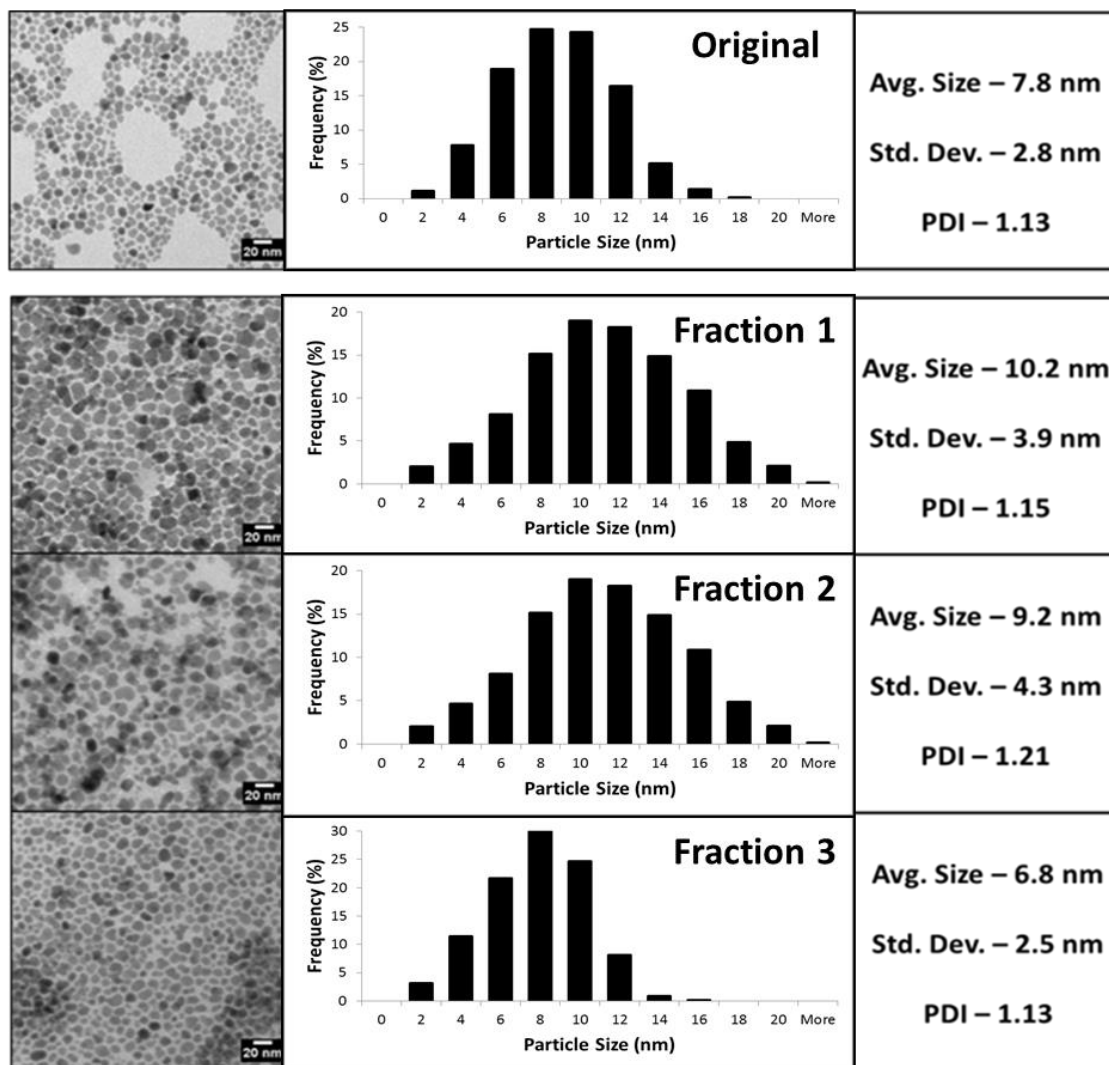 Original
25
20
15
10
5
0
Frequency (%)
0 2 4 6 8 10 12 14 16 18 20 More
Particle Size (nm)
20 nm
Avg. Size – 7.8 nm
Std. Dev. – 2.8 nm
PDI – 1.13
Fraction 1
20
15
10
5
0
Frequency (%)
0 2 4 6 8 10 12 14 16 18 20 More
Particle Size (nm)
20 nm
Avg. Size – 10.2 nm
Std. Dev. – 3.9 nm
PDI – 1.15
Fraction 2
20
15
10
5
0
Frequency (%)
0 2 4 6 8 10 12 14 16 18 20 More
Particle Size (nm)
20 nm
Avg. Size – 9.2 nm
Std. Dev. – 4.3 nm
PDI – 1.21
Fraction 3
30
25
20
15
10
5
0
Frequency (%)
0 2 4 6 8 10 12 14 16 18 20 More
Particle Size (nm)
20 nm
Avg. Size – 6.8 nm
Std. Dev. – 2.5 nm
PDI – 1.13